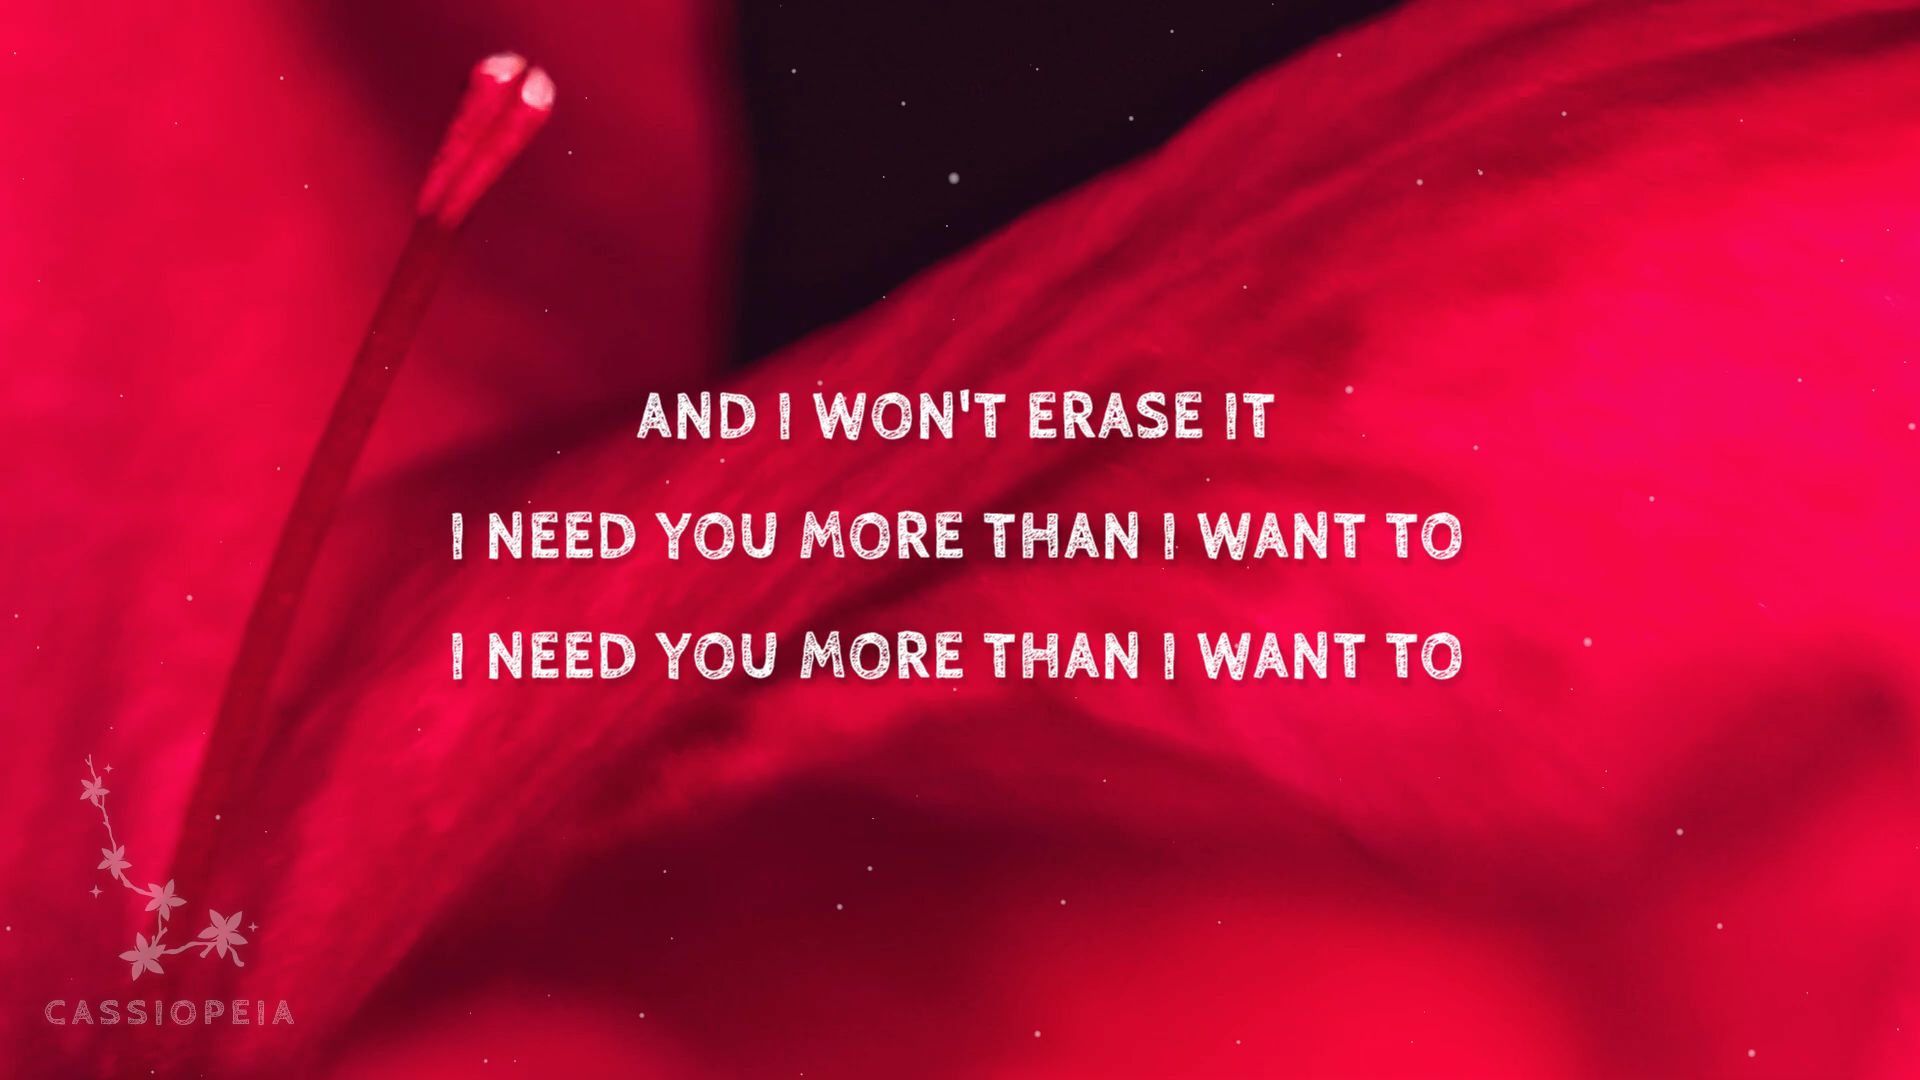 AND I WON'T ERASE IT
I NEED YOU MORE THAN I WANT TO
I NEED YOU MORE THAN I WANT TO
CASSIOPEIA